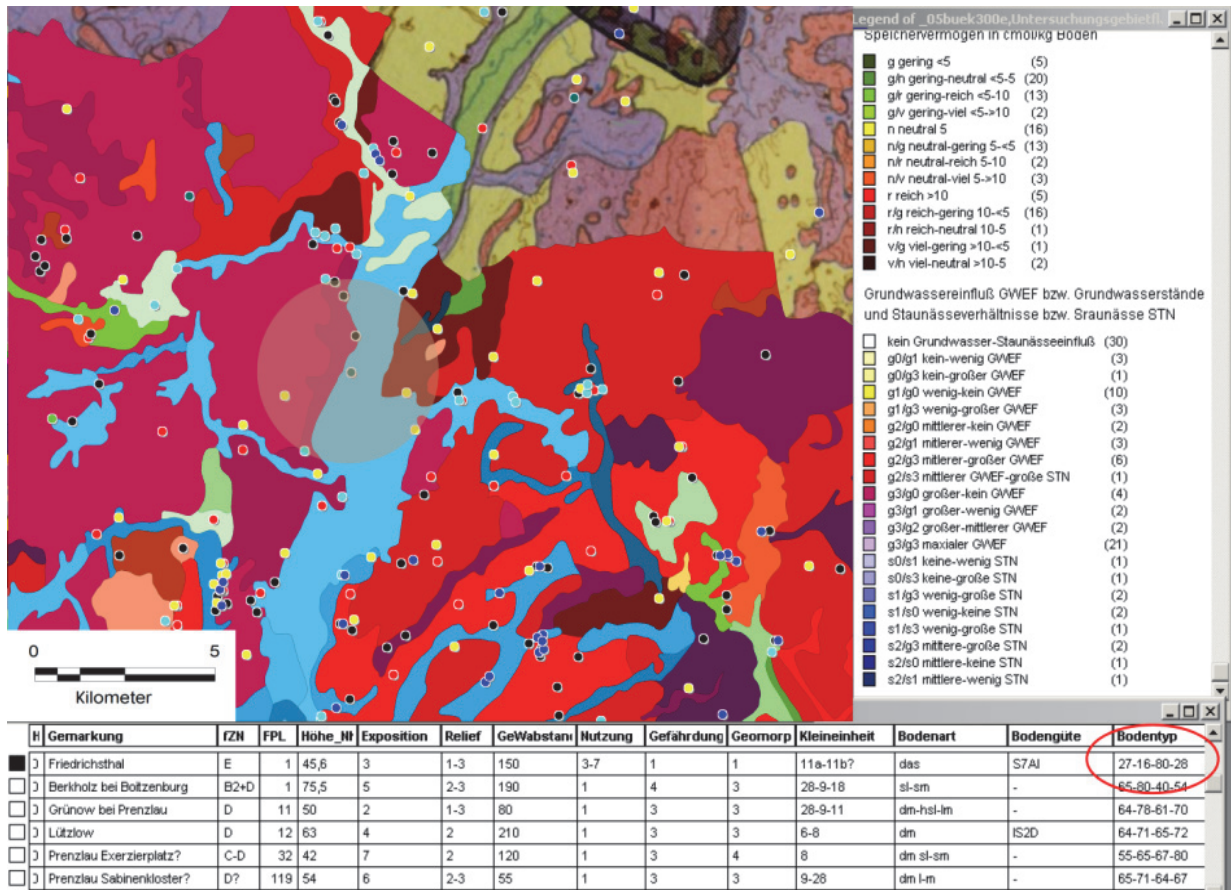 Legend of _05buek300e,Untersuchungsgebietfl.
Speichervermögen in cmol/kg Boden
g gering <5 (5)
g/n gering-neutral <5-5 (20)
g/r gering-reich <5-10 (13)
g/v gering-viel <5->10 (2)
n neutral 5 (16)
n/g neutral-gering 5-<5 (13)
n/r neutral-reich 5-10 (2)
n/v neutral-viel 5->10 (3)
r reich >10 (5)
r/g reich-gering 10-<5 (16)
r/n reich-neutral 10-5 (1)
v/g viel-gering >10-<5 (1)
v/n viel-neutral >10-5 (2)
Grundwassereinfluß GWEF bzw. Grundwasserstände
und Staunässeverhältnisse bzw. Sraunässe STN
kein Grundwasser-Staunässeeinfluß (30)
g0/g1 kein-wenig GWEF (3)
g0/g3 kein-großer GWEF (1)
g1/g0 wenig-kein GWEF (10)
g1/g3 wenig-großer GWEF (3)
g2/g0 mittlerer-kein GWEF (2)
g2/g1 mitlerer-wenig GWEF (3)
g2/g3 mitlerer-großer GWEF (6)
g2/s3 mittlerer GWEF-große STN (1)
g3/g0 großer-kein GWEF (4)
g3/g1 großer-wenig GWEF (2)
g3/g2 großer-mittlerer GWEF (2)
g3/g3 maxialer GWEF (21)
s0/s1 keine-wenig STN (1)
s0/s3 keine-große STN (1)
s1/g3 wenig-große STN (2)
s1/s0 wenig-keine STN (2)
s1/s3 wenig-große STN (1)
s2/g3 mittere-große STN (2)
s2/s0 mittlere-keine STN (1)
s2/s1 mittlere-wenig STN (1)
0 5
Kilometer
Gemarkung fZN FPL Höhe_NN Exposition Relief GeWabstand Nutzung Gefährdung Geomorp Kleineinheit Bodenart Bodengüte Bodentyp
Friedrichsthal E 1 45,6 3 1-3 150 3-7 1 1 11a-11b? das S7Al 27-16-80-28
Berkholz bei Boitzenburg B2+D 1 75,5 5 2-3 190 1 4 3 28-9-18 sl-sm - 65-80-40-54
Grünow bei Prenzlau D 11 50 2 1-3 80 1 3 3 28-9-11 dm-hsl-lm - 64-78-61-70
Lützlow D 12 63 4 2 210 1 3 3 6-8 dm lS2D 64-71-65-72
Prenzlau Exerzierplatz? C-D 32 42 7 2 120 1 3 4 8 dm sl-sm - 55-65-67-80
Prenzlau Sabinenkloster? D? 119 54 6 2-3 55 1 3 3 9-28 dm l-m - 65-71-64-67